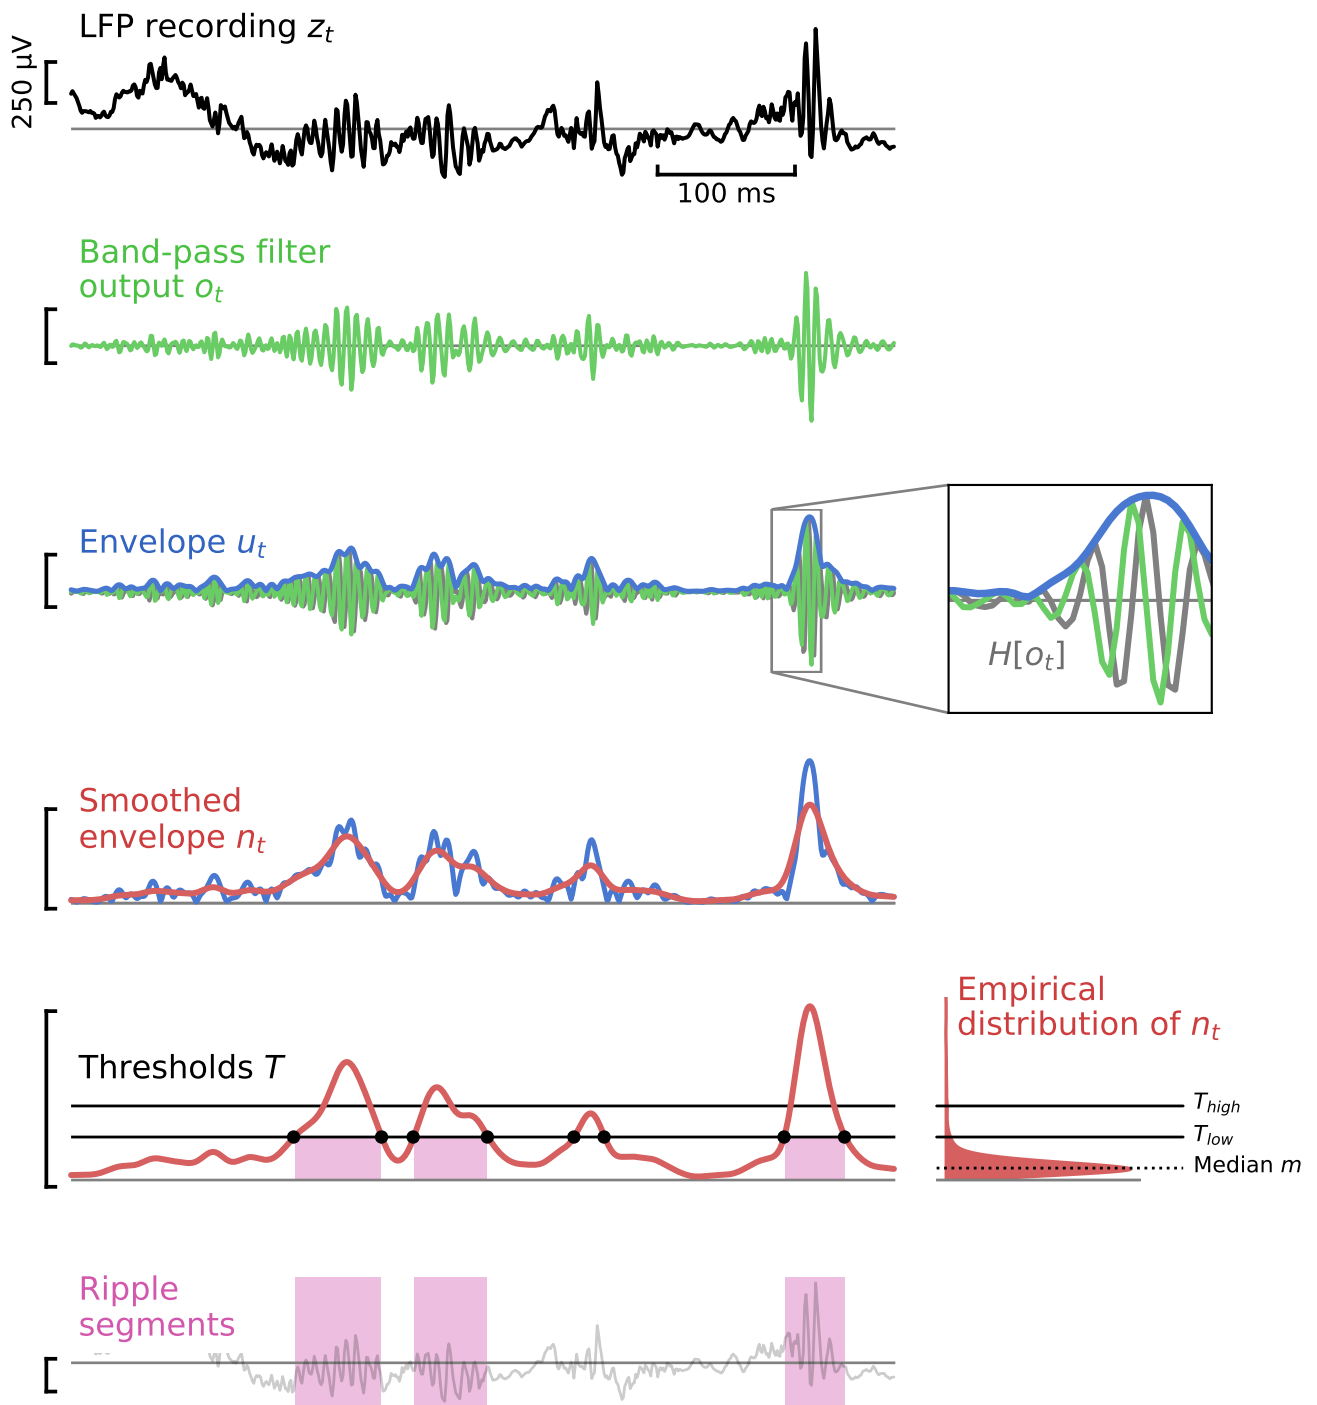 LFP recording z_t
250 µV
100 ms
Band-pass filter
output o_t
Envelope u_t
H[o_t]
Smoothed
envelope n_t
Empirical
distribution of n_t
Thresholds T
T_high
T_low
Median m
Ripple
segments